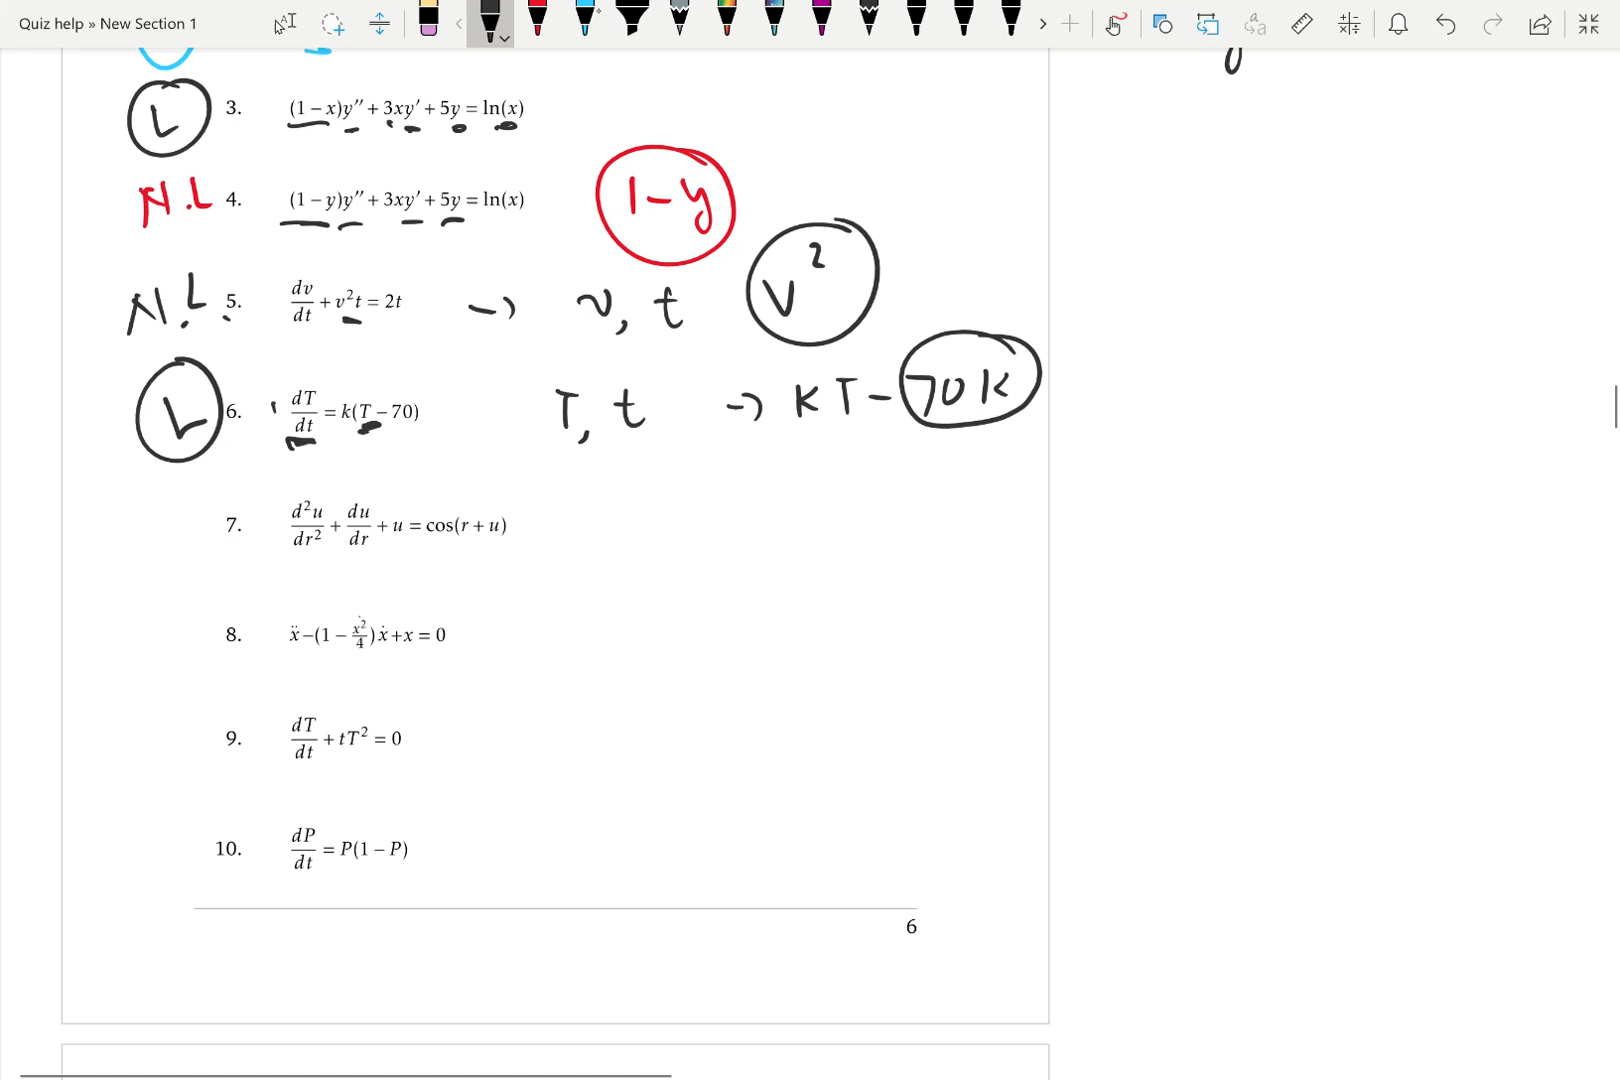 Quiz help » New Section 1
L 3. (1 − x)y″ + 3xy′ + 5y = ln(x)
N.L 4. (1 − y)y″ + 3xy′ + 5y = ln(x) 1−y
N.L. 5. dv/dt + v²t = 2t → v, t v²
L 6. dT/dt = k(T − 70) T, t → KT − 70K
7. d²u/dr² + du/dr + u = cos(r + u)
8. ẍ −(1 − ẋ²/4)ẋ +x = 0
9. dT/dt + tT² = 0
10. dP/dt = P(1 − P)
6